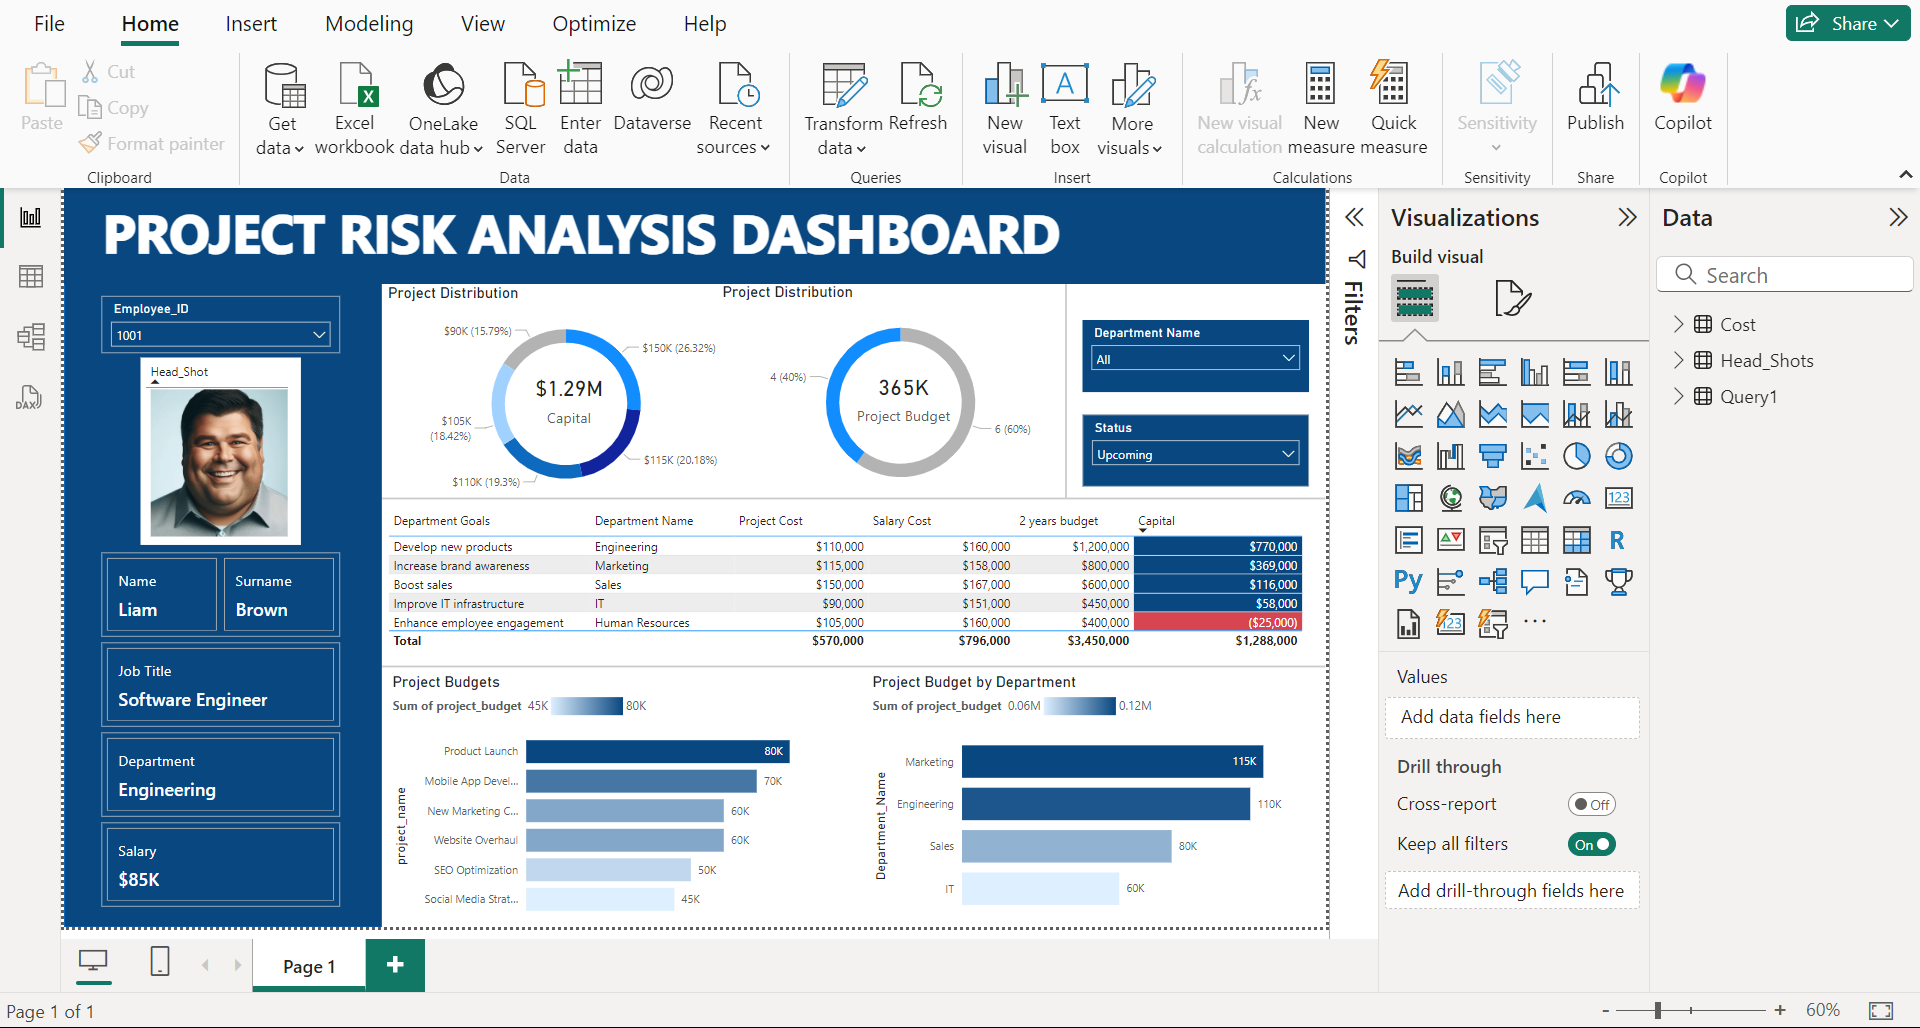 File Home Insert Modeling View Optimize Help
Share
Paste
Cut
Copy
Format painter
Clipboard
Get
data
Excel
workbook
OneLake
data hub
SQL
Server
Enter
data
Dataverse
Recent
sources
Data
Transform
data
Refresh
Queries
New
visual
A
Text
box
More
visuals
Insert
New visual
calculation
New
measure
Quick
measure
Calculations
Sensitivity
Sensitivity
Publish
Share
Copilot
Copilot
DAX
PROJECT RISK ANALYSIS DASHBOARD
Employee_ID
1001
Head_Shot
Name
Liam
Surname
Brown
Job Title
Software Engineer
Department
Engineering
Salary
$85K
Project Distribution
$90K (15.79%)
$150K (26.32%)
$105K
(18.42%)
$115K (20.18%)
$110K (19.3%)
$1.29M
Capital
Project Distribution
4 (40%)
6 (60%)
365K
Project Budget
Department Name
All
Status
Upcoming
Department Goals Department Name Project Cost Salary Cost 2 years budget Capital
Develop new products Engineering $110,000 $160,000 $1,200,000 $770,000
Increase brand awareness Marketing $115,000 $158,000 $800,000 $369,000
Boost sales Sales $150,000 $167,000 $600,000 $116,000
Improve IT infrastructure IT $90,000 $151,000 $450,000 $58,000
Enhance employee engagement Human Resources $105,000 $160,000 $400,000 ($25,000)
Total $570,000 $796,000 $3,450,000 $1,288,000
Project Budgets
Sum of project_budget 45K 80K
project_name
Product Launch 80K
Mobile App Devel... 70K
New Marketing C... 60K
Website Overhaul 60K
SEO Optimization 50K
Social Media Strat... 45K
Project Budget by Department
Sum of project_budget 0.06M 0.12M
Department_Name
Marketing 115K
Engineering 110K
Sales 80K
IT 60K
Filters
Visualizations
Build visual
123
R
Py
123
Values
Add data fields here
Drill through
Cross-report Off
Keep all filters On
Add drill-through fields here
Data
Search
Cost
Head_Shots
Query1
Page 1
Page 1 of 1
60%